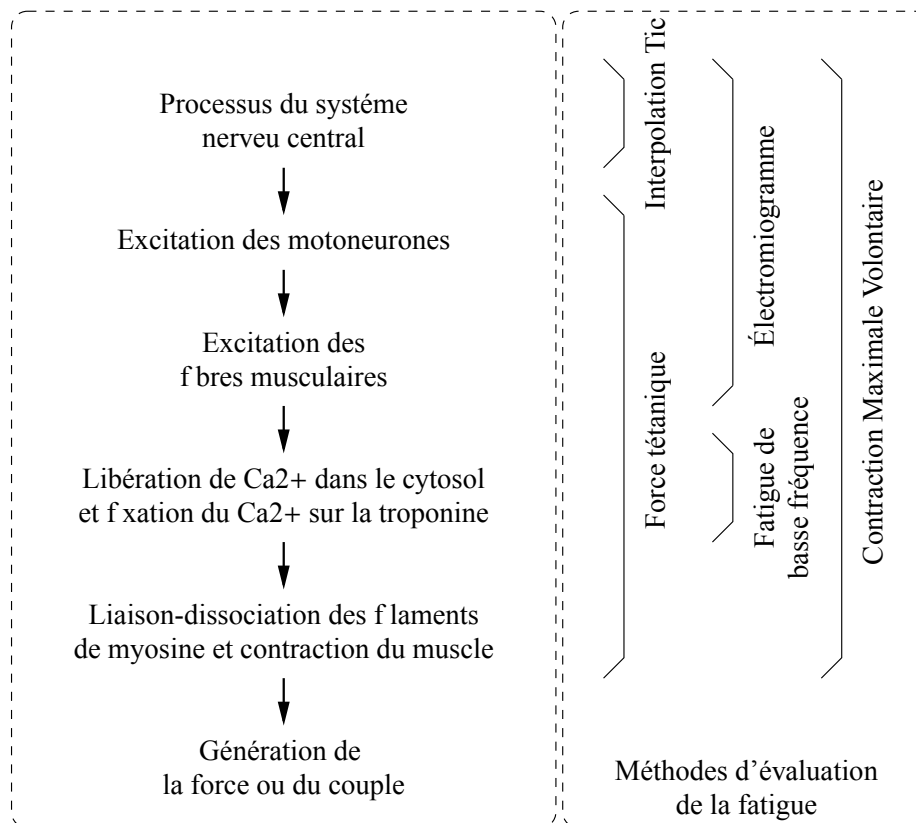 Processus du systéme
nerveu central
Excitation des motoneurones
Excitation des
f bres musculaires
Libération de Ca2+ dans le cytosol
et f xation du Ca2+ sur la troponine
Liaison-dissociation des f laments
de myosine et contraction du muscle
Génération de
la force ou du couple
Interpolation Tic
Force tétanique
Électromiogramme
Fatigue de
basse fréquence
Contraction Maximale Volontaire
Méthodes d’évaluation
de la fatigue